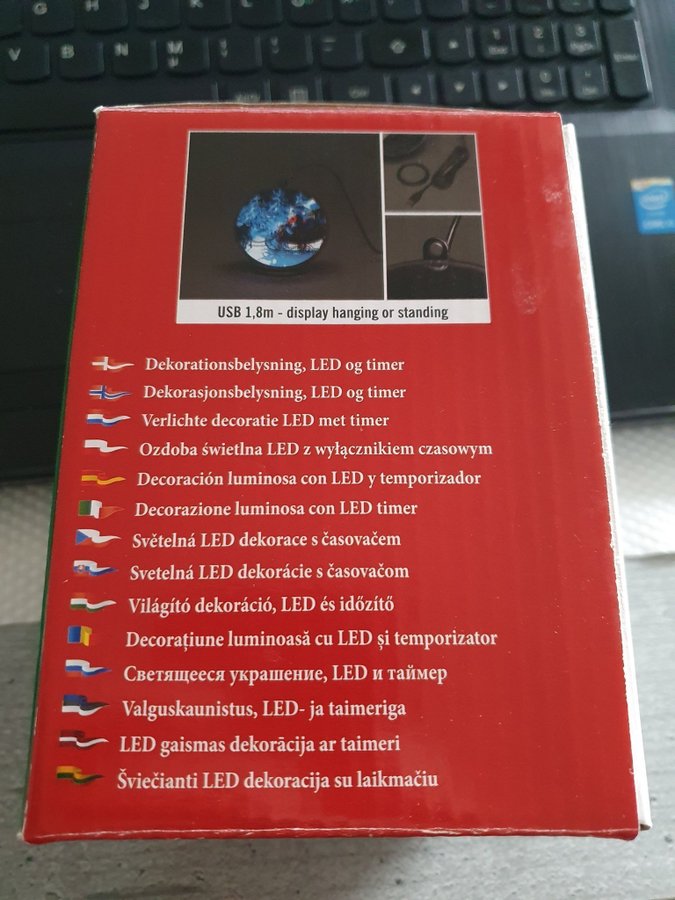 G H J K L
V B N M
intel
USB 1,8m - display hanging or standing
Dekorationsbelysning, LED og timer
Dekorasjonsbelysning, LED og timer
Verlichte decoratie LED met timer
Ozdoba świetlna LED z wyłącznikiem czasowym
Decoración luminosa con LED y temporizador
Decorazione luminosa con LED timer
Světelná LED dekorace s časovačem
Svetelná LED dekorácie s časovačom
Világító dekoráció, LED és időzítő
Decorațiune luminoasă cu LED și temporizator
Светящееся украшение, LED и таймер
Valguskaunistus, LED- ja taimeriga
LED gaismas dekorācija ar taimeri
Šviečianti LED dekoracija su laikmačiu